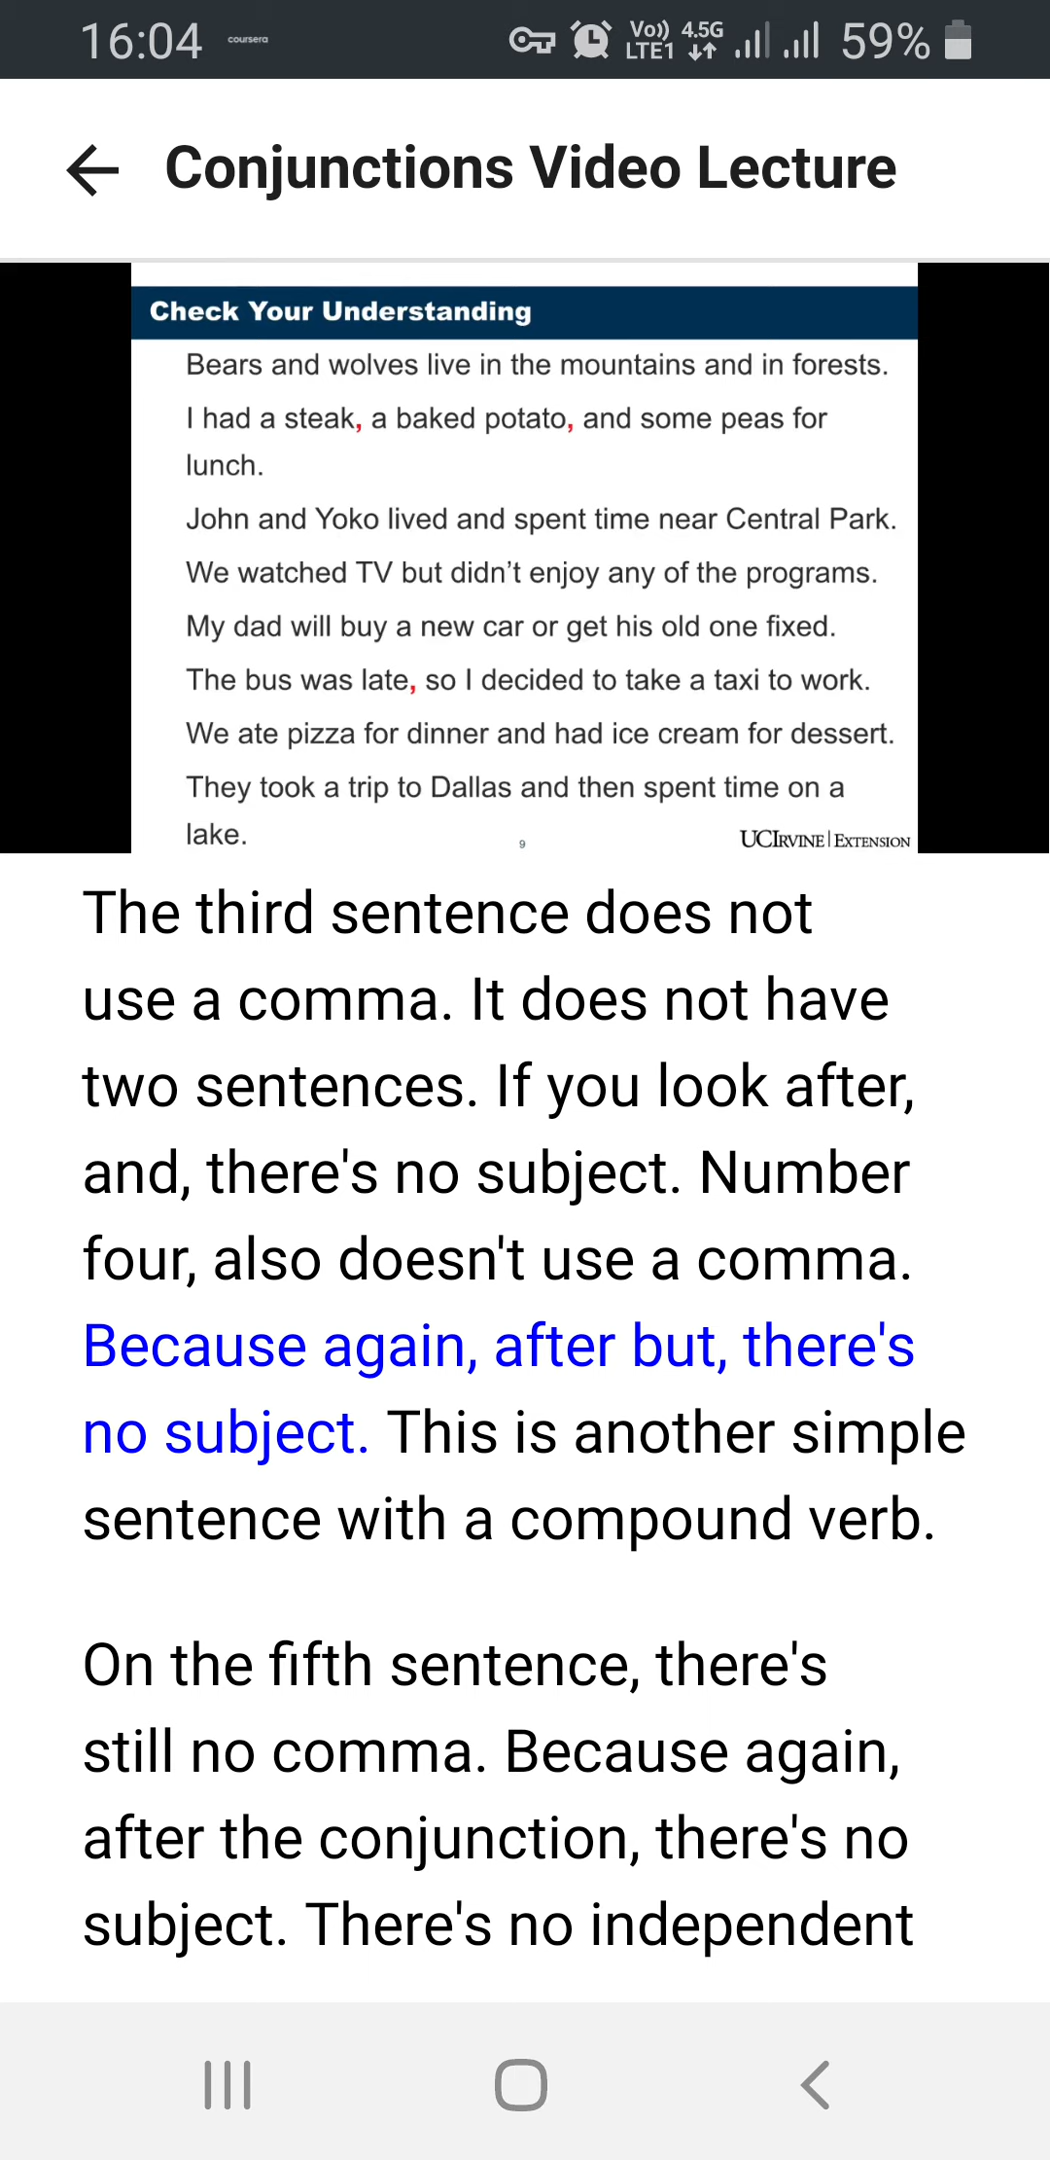 16:04 coursera Vo)) LTE1 4.5G 59%
Conjunctions Video Lecture
Check Your Understanding
Bears and wolves live in the mountains and in forests.
I had a steak, a baked potato, and some peas for
lunch.
John and Yoko lived and spent time near Central Park.
We watched TV but didn't enjoy any of the programs.
My dad will buy a new car or get his old one fixed.
The bus was late, so I decided to take a taxi to work.
We ate pizza for dinner and had ice cream for dessert.
They took a trip to Dallas and then spent time on a
lake.
9
UCIRVINE | EXTENSION
The third sentence does not
use a comma. It does not have
two sentences. If you look after,
and, there's no subject. Number
four, also doesn't use a comma.
Because again, after but, there's
no subject. This is another simple
sentence with a compound verb.
On the fifth sentence, there's
still no comma. Because again,
after the conjunction, there's no
subject. There's no independent